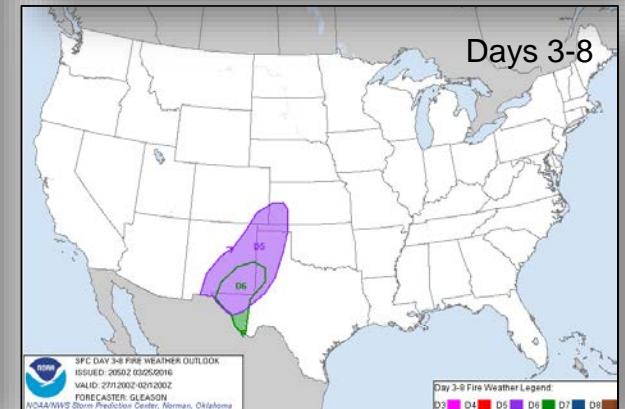 Days 3-8
D5
D6
NOAA
SPC DAY 3-8 FIRE WEATHER OUTLOOK
ISSUED: 2050Z 03/25/2016
VALID: 27/1200Z-02/1200Z
FORECASTER: GLEASON
NOAA/NWS Storm Prediction Center, Norman, Oklahoma
Day 3-8 Fire Weather Legend:
D3 D4 D5 D6 D7 D8